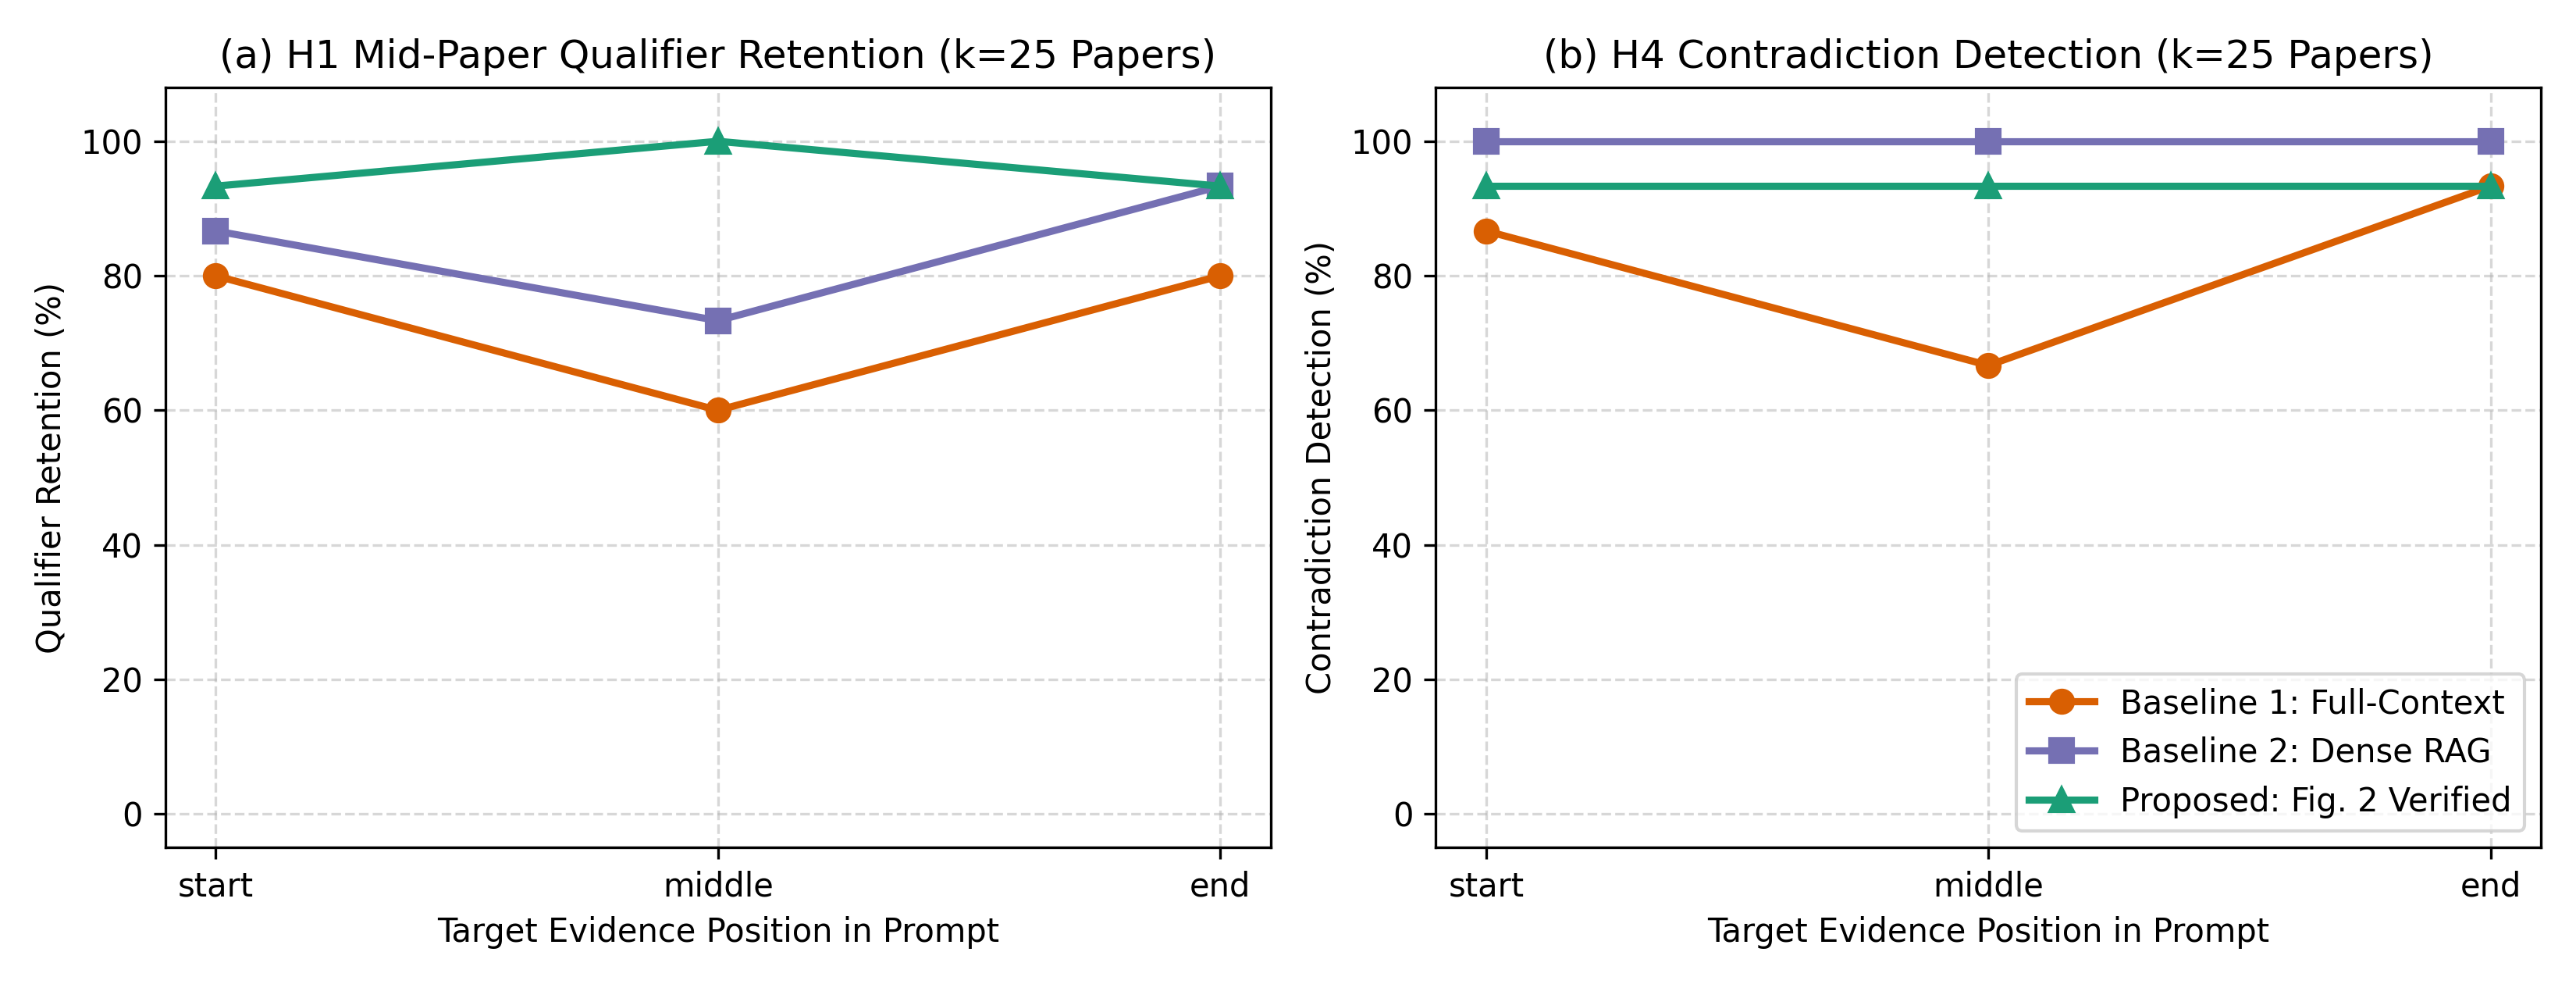 (a) H1 Mid-Paper Qualifier Retention (k=25 Papers)
Qualifier Retention (%)
100
80
60
40
20
0
start
middle
end
Target Evidence Position in Prompt
(b) H4 Contradiction Detection (k=25 Papers)
Contradiction Detection (%)
100
80
60
40
20
0
Baseline 1: Full-Context
Baseline 2: Dense RAG
Proposed: Fig. 2 Verified
start
middle
end
Target Evidence Position in Prompt